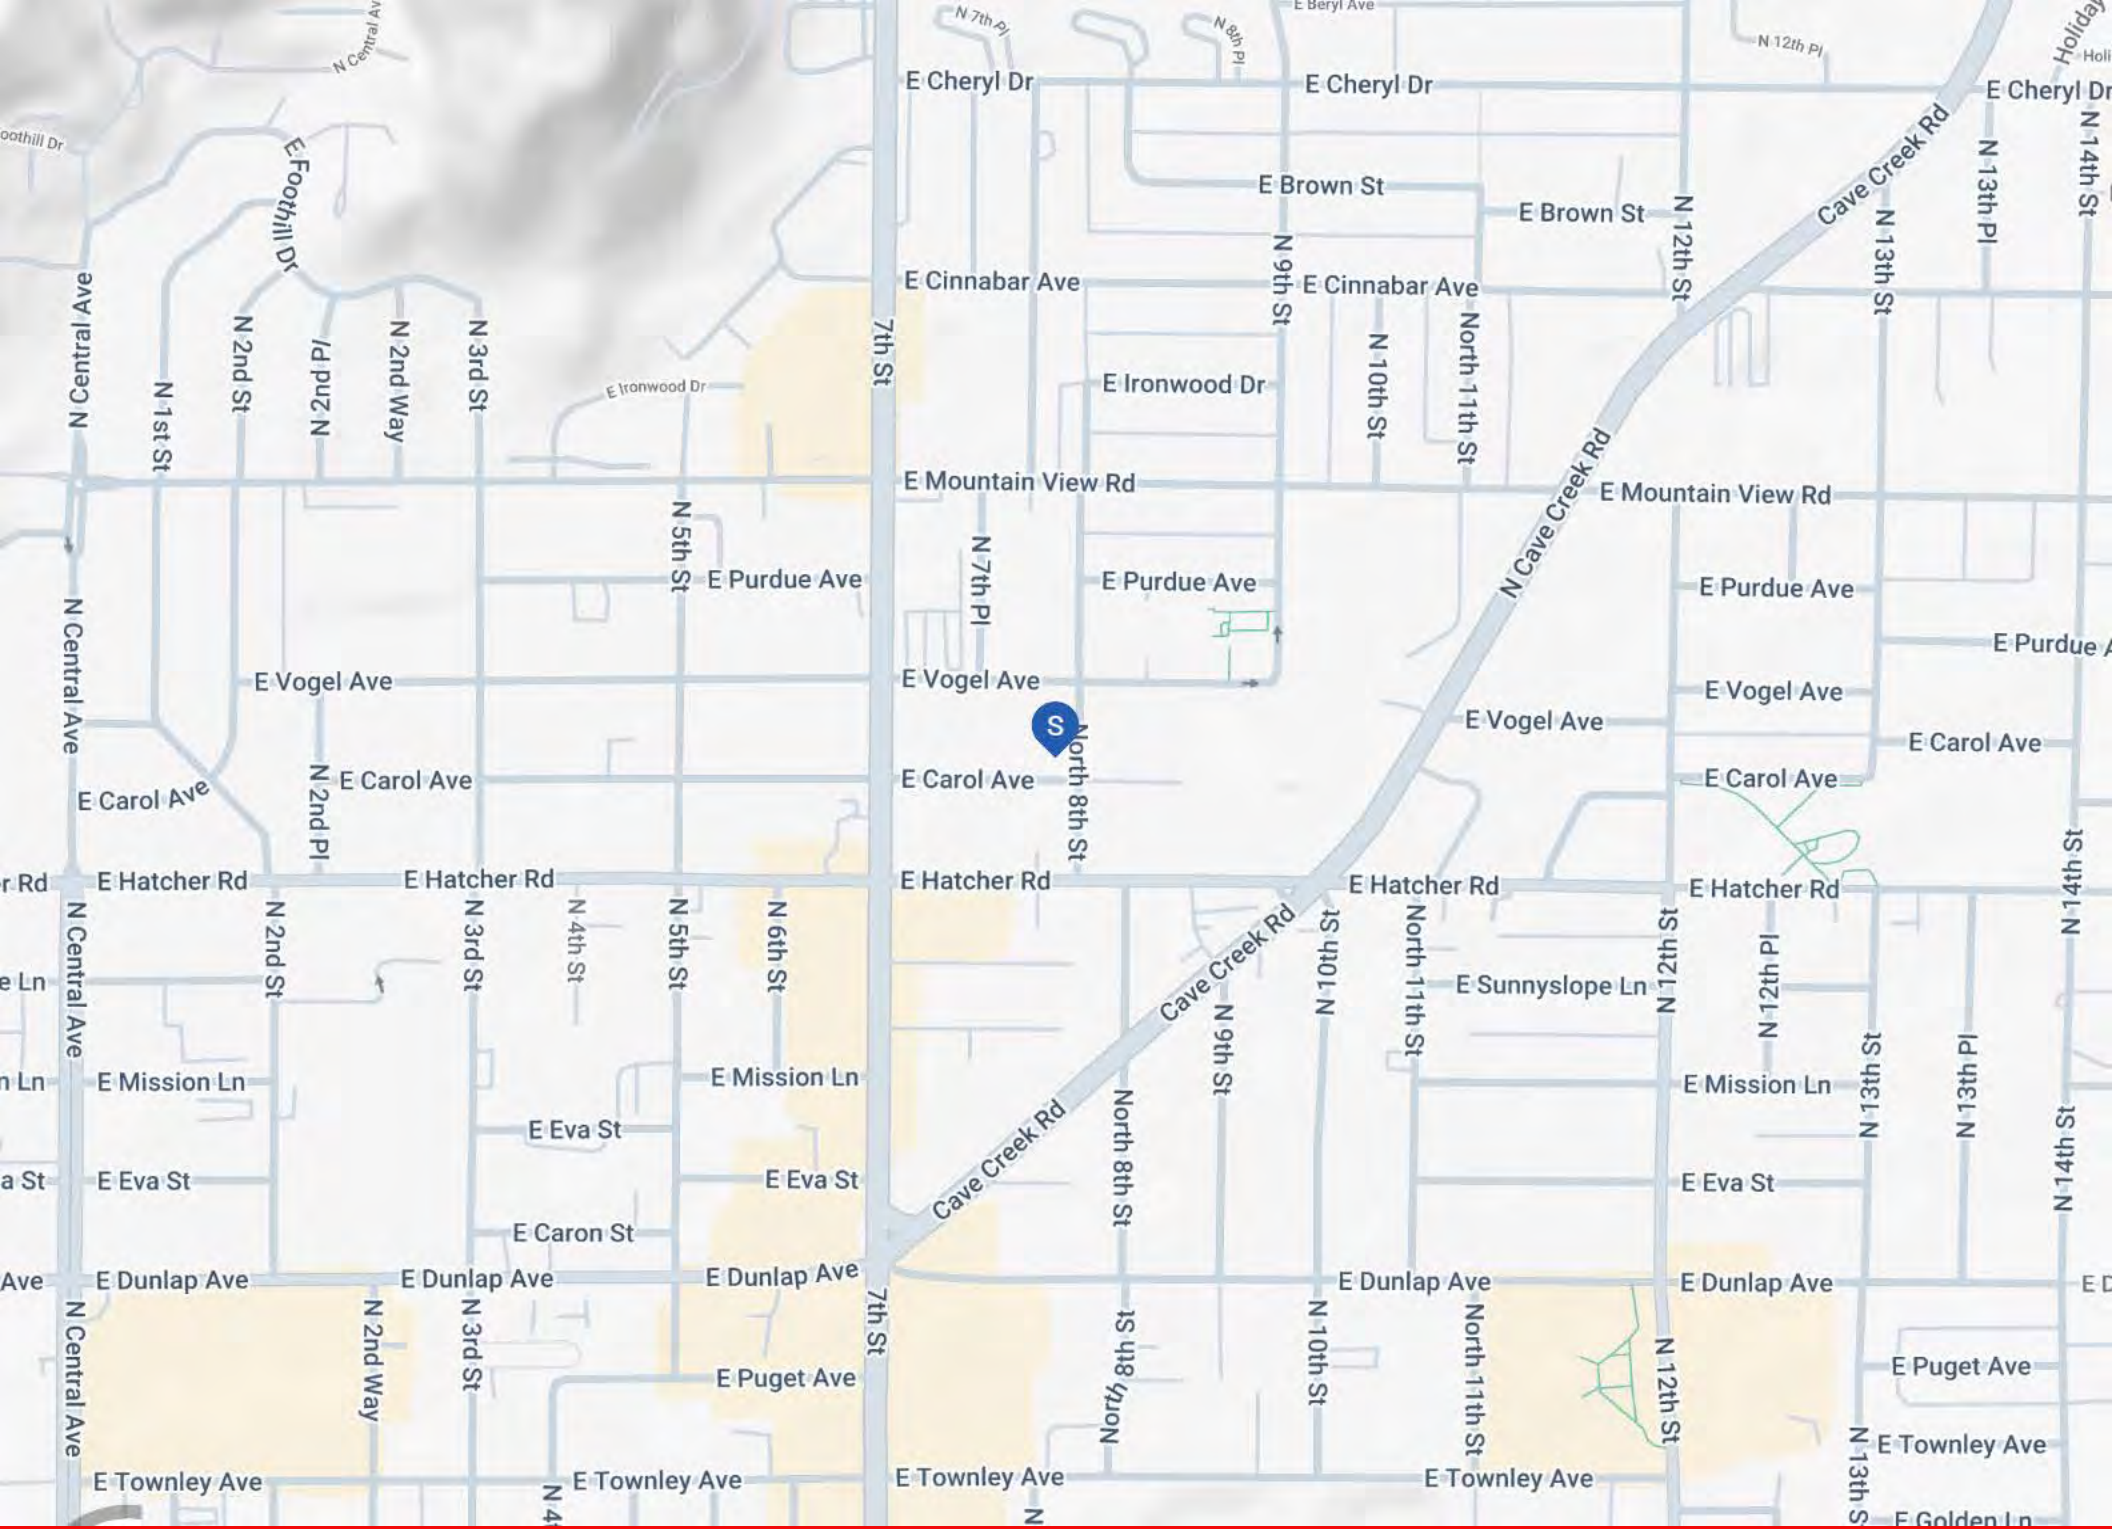 E Beryl Ave
N 7th Pl
N 8th Pl
N 12th Pl
N Central Av
Holiday
Holi
E Cheryl Dr
E Cheryl Dr
E Cheryl Dr
oothill Dr
E Foothill Dr
Cave Creek Rd
N 13th Pl
N 14th St
E Brown St
E Brown St
N 12th St
N 13th St
N 9th St
E Cinnabar Ave
E Cinnabar Ave
N Central Ave
N 1st St
N 2nd St
N 2nd Pl
N 2nd Way
N 3rd St
7th St
N 10th St
North 11th St
E Ironwood Dr
E Ironwood Dr
E Mountain View Rd
E Mountain View Rd
N Cave Creek Rd
N 5th St
N 7th Pl
E Purdue Ave
E Purdue Ave
E Purdue Ave
E Purdue A
N Central Ave
E Vogel Ave
E Vogel Ave
E Vogel Ave
E Vogel Ave
S
North 8th St
E Carol Ave
E Carol Ave
E Carol Ave
E Carol Ave
E Carol Ave
N 2nd Pl
N 14th St
r Rd
E Hatcher Rd
E Hatcher Rd
E Hatcher Rd
E Hatcher Rd
E Hatcher Rd
N Central Ave
N 2nd St
N 3rd St
N 4th St
N 5th St
N 6th St
Cave Creek Rd
N 9th St
N 10th St
North 11th St
N 12th St
N 12th Pl
N 13th St
N 13th Pl
e Ln
E Sunnyslope Ln
n Ln
E Mission Ln
E Mission Ln
E Mission Ln
E Eva St
Cave Creek Rd
North 8th St
N 14th St
a St
E Eva St
E Eva St
E Eva St
E Caron St
Ave
E Dunlap Ave
E Dunlap Ave
E Dunlap Ave
E Dunlap Ave
E Dunlap Ave
E D
N Central Ave
N 2nd Way
N 3rd St
7th St
North 8th St
N 10th St
North 11th St
N 12th St
E Puget Ave
E Puget Ave
N 13th S
E Townley Ave
E Townley Ave
E Townley Ave
E Townley Ave
E Townley Ave
N 4t
N
E Golden Ln